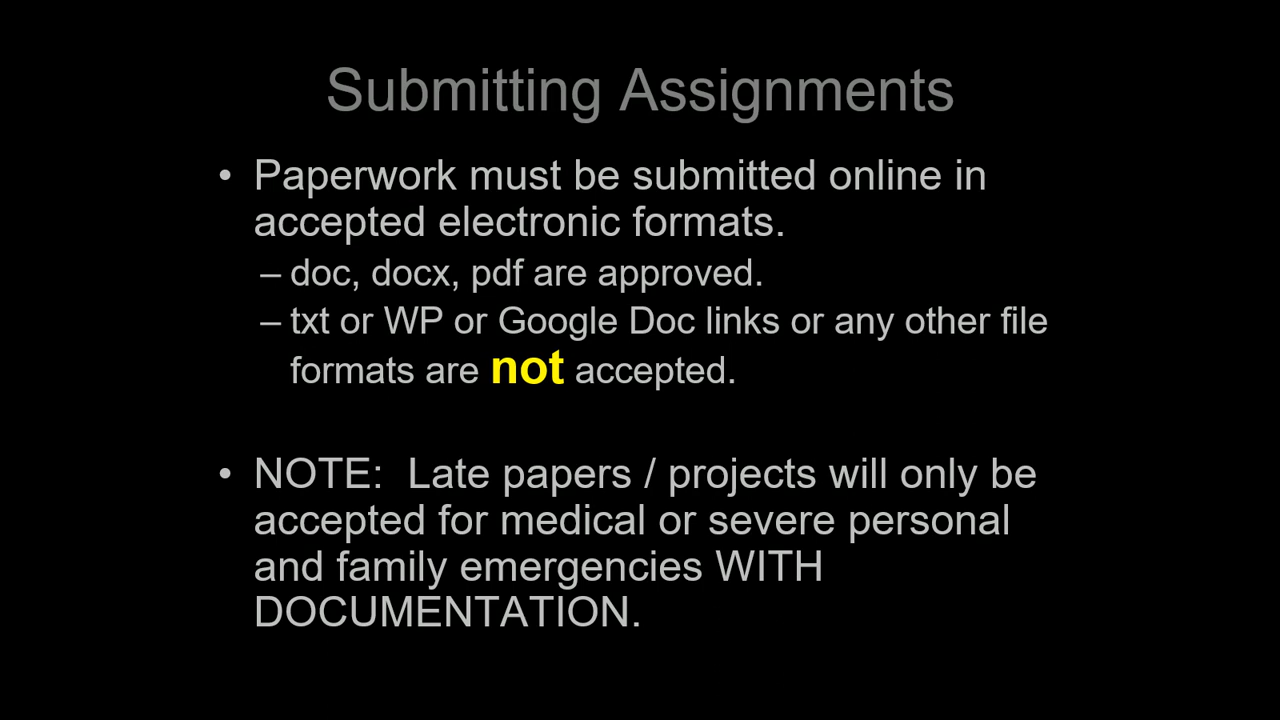 Submitting Assignments
• Paperwork must be submitted online in
accepted electronic formats.
– doc, docx, pdf are approved.
– txt or WP or Google Doc links or any other file
formats are not accepted.
• NOTE:  Late papers / projects will only be
accepted for medical or severe personal
and family emergencies WITH
DOCUMENTATION.